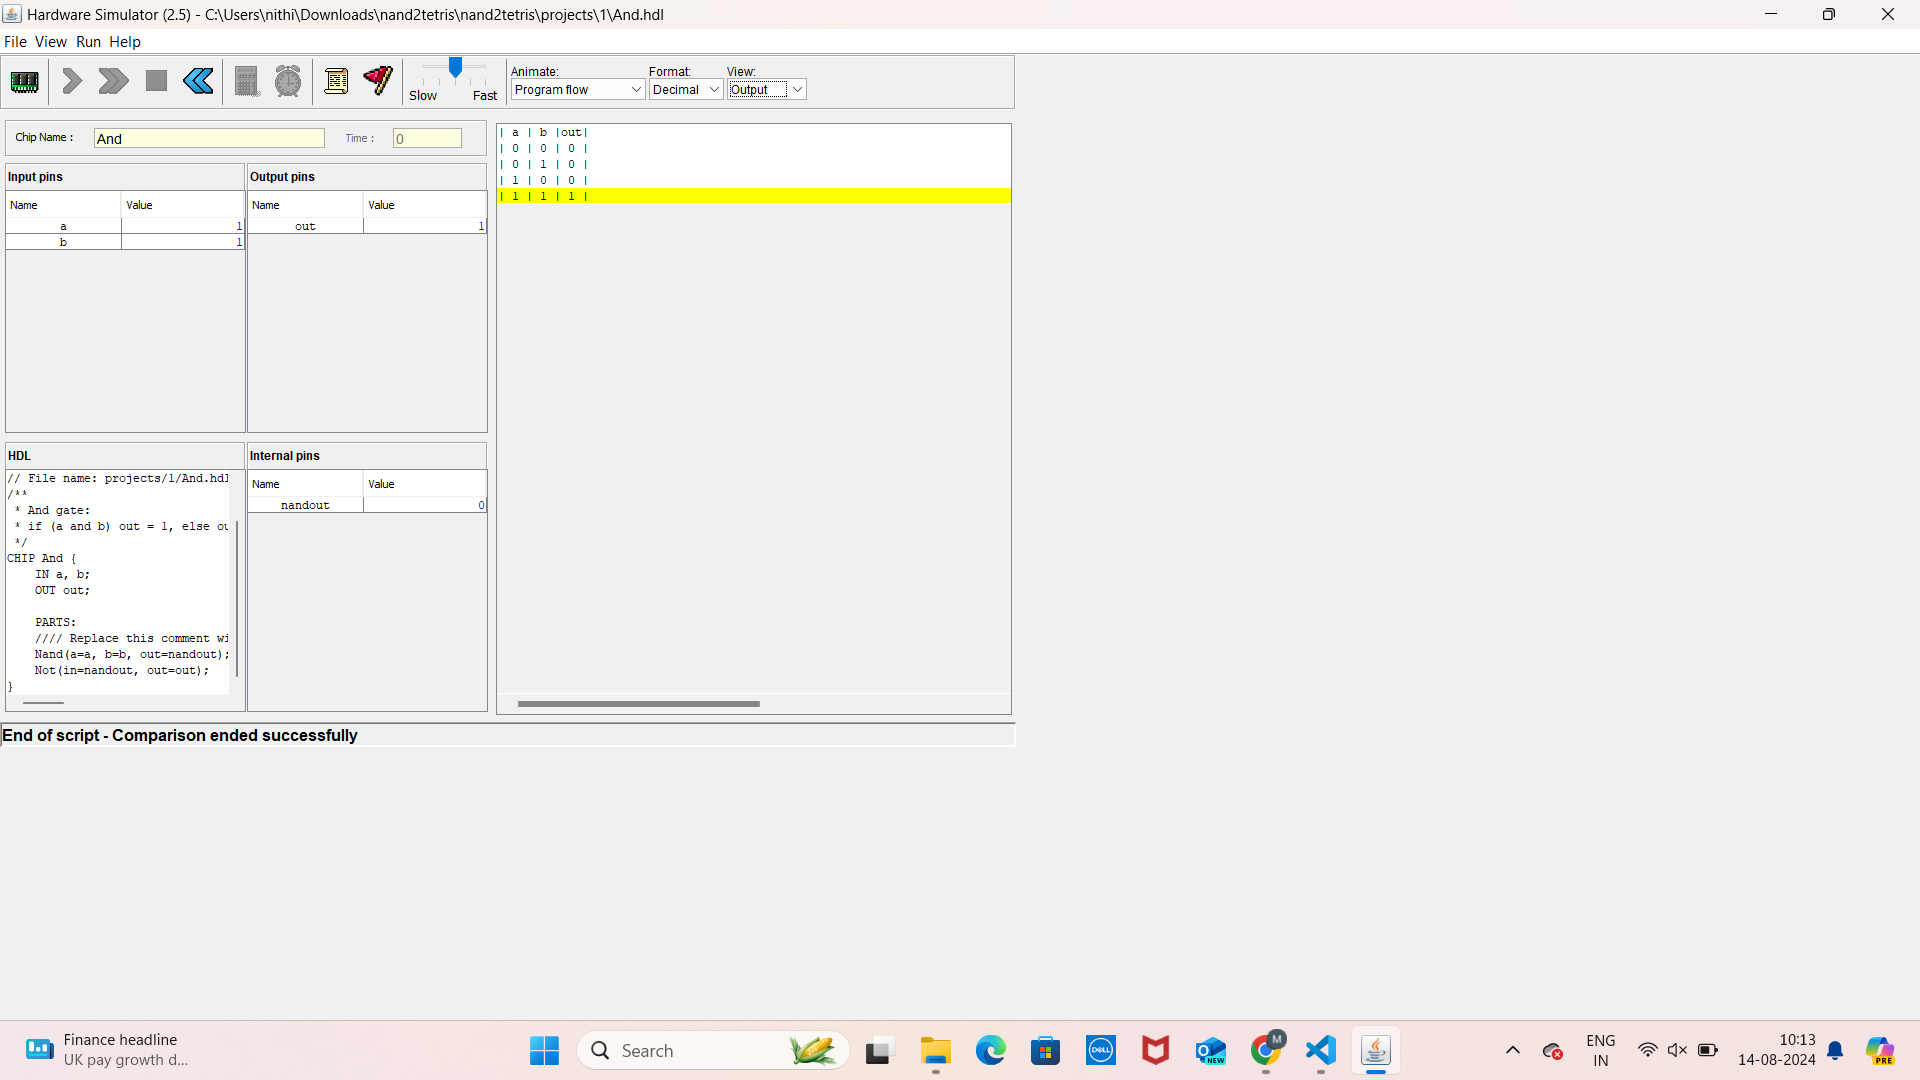 Hardware Simulator (2.5) - C:\Users\nithi\Downloads\nand2tetris\nand2tetris\projects\1\And.hdl
File View Run Help
Slow Fast
Animate: Format: View:
Program flow Decimal Output
Chip Name : And Time : 0
Input pins
Name Value
a 1
b 1
Output pins
Name Value
out 1
HDL
// File name: projects/1/And.hdl
/**
* And gate:
* if (a and b) out = 1, else ou
*/
CHIP And {
IN a, b;
OUT out;
PARTS:
//// Replace this comment wi
Nand(a=a, b=b, out=nandout);
Not(in=nandout, out=out);
}
Internal pins
Name Value
nandout 0
| a | b |out|
| 0 | 0 | 0 |
| 0 | 1 | 0 |
| 1 | 0 | 0 |
| 1 | 1 | 1 |
End of script - Comparison ended successfully
Finance headline
UK pay growth d...
Search
DELL
NEW
M
ENG
IN
10:13
14-08-2024
PRE